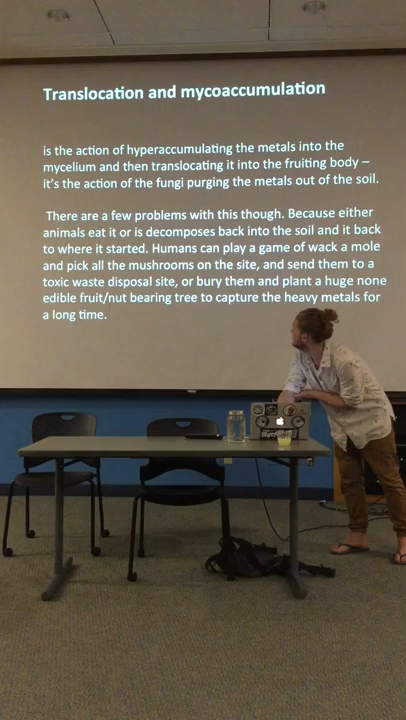 Translocation and mycoaccumulation
is the action of hyperaccumulating the metals into the
mycelium and then translocating it into the fruiting body –
it's the action of the fungi purging the metals out of the soil.
There are a few problems with this though. Because either
animals eat it or is decomposes back into the soil and it back
to where it started. Humans can play a game of wack a mole
and pick all the mushrooms on the site, and send them to a
toxic waste disposal site, or bury them and plant a huge none
edible fruit/nut bearing tree to capture the heavy metals for
a long time.